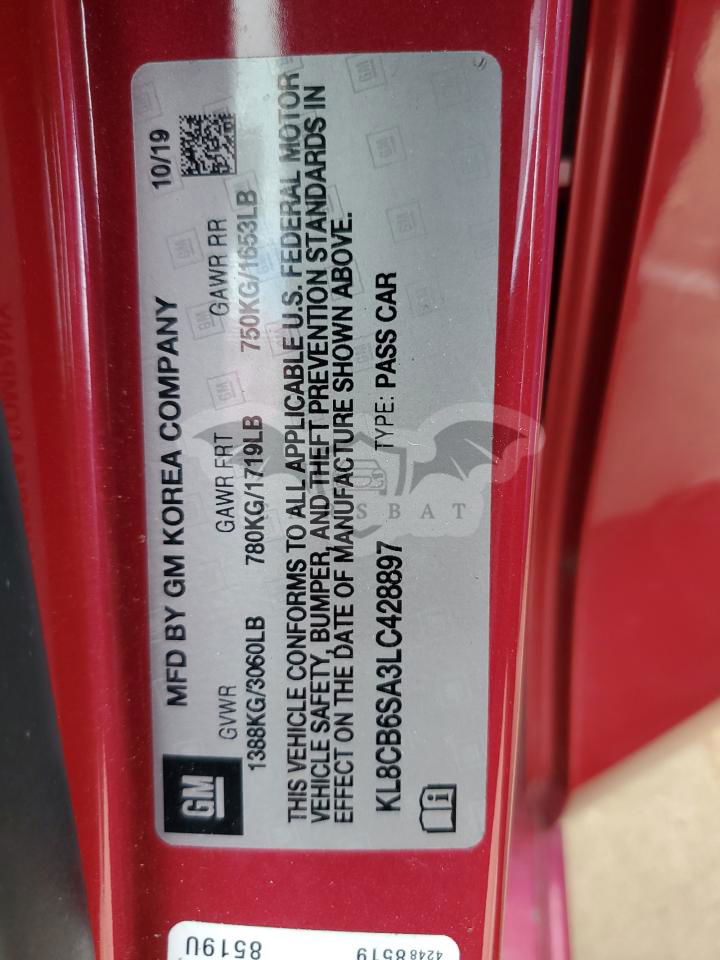 MFD BY GM KOREA COMPANY 10/19
GM
GVWR GAWR FRT GAWR RR
1388KG/3060LB 780KG/1719LB 750KG/1653LB
THIS VEHICLE CONFORMS TO ALL APPLICABLE U.S. FEDERAL MOTOR
VEHICLE SAFETY, BUMPER, AND THEFT PREVENTION STANDARDS IN
EFFECT ON THE DATE OF MANUFACTURE SHOWN ABOVE.
KL8CB6SA3LC428897 TYPE: PASS CAR
8519U
42488519